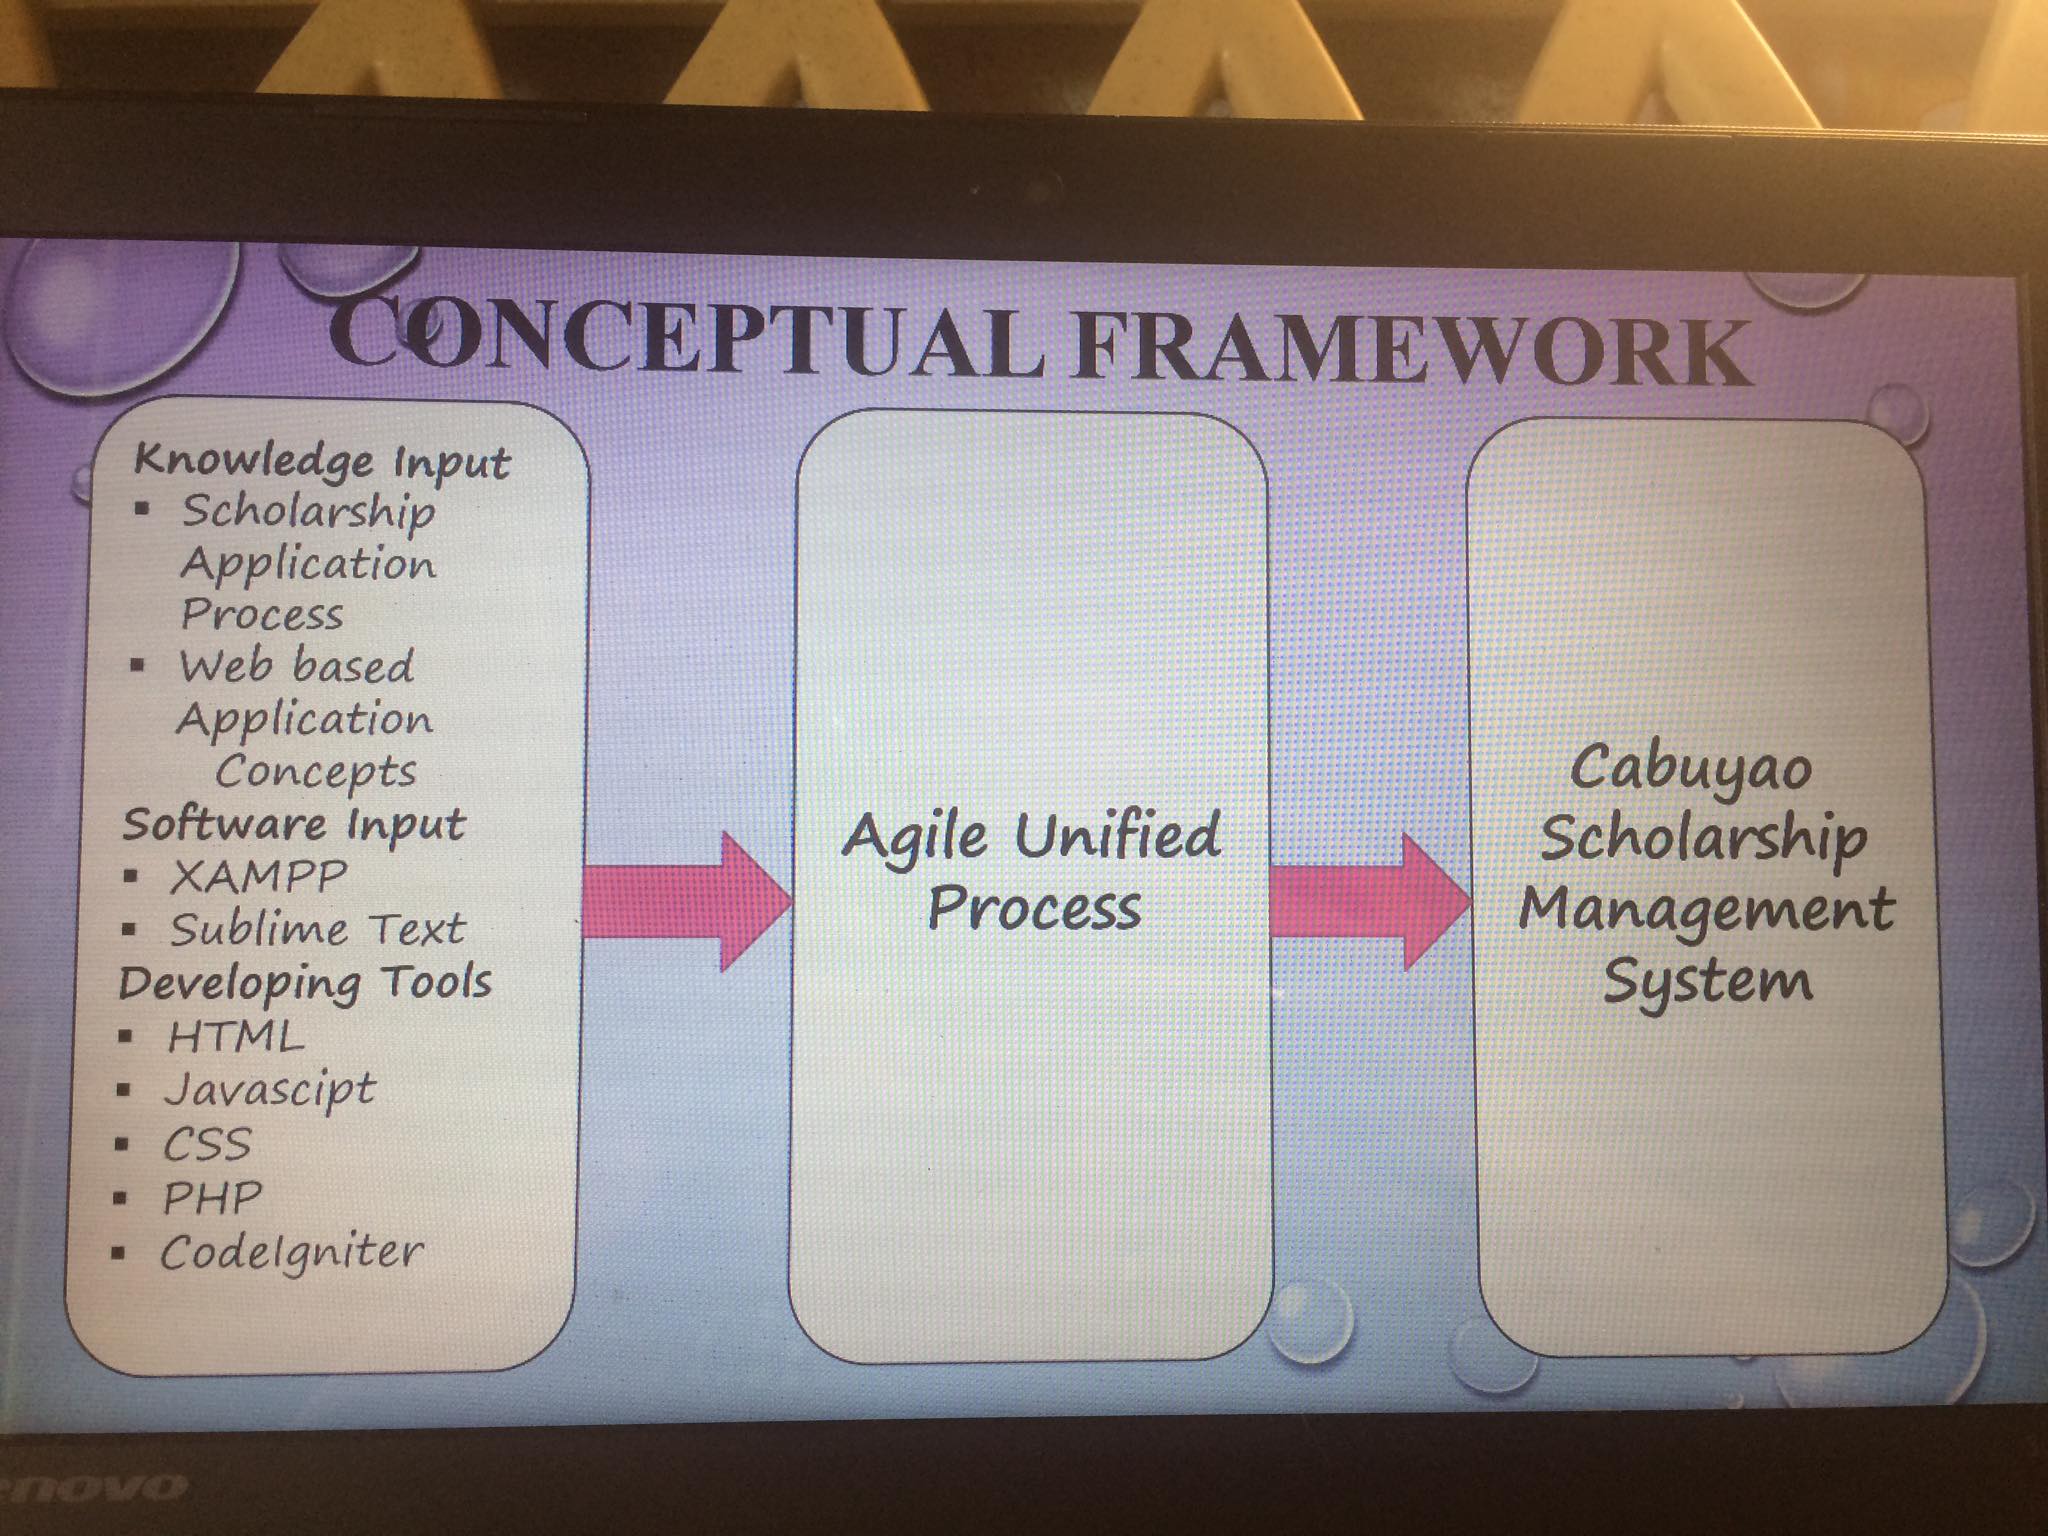 CONCEPTUAL FRAMEWORK
Knowledge Input
▪ Scholarship
Application
Process
▪ Web based
Application
Concepts
Software Input
▪ XAMPP
▪ Sublime Text
Developing Tools
▪ HTML
▪ Javascipt
▪ CSS
▪ PHP
▪ CodeIgniter
Agile Unified
Process
Cabuyao
Scholarship
Management
System
enovo